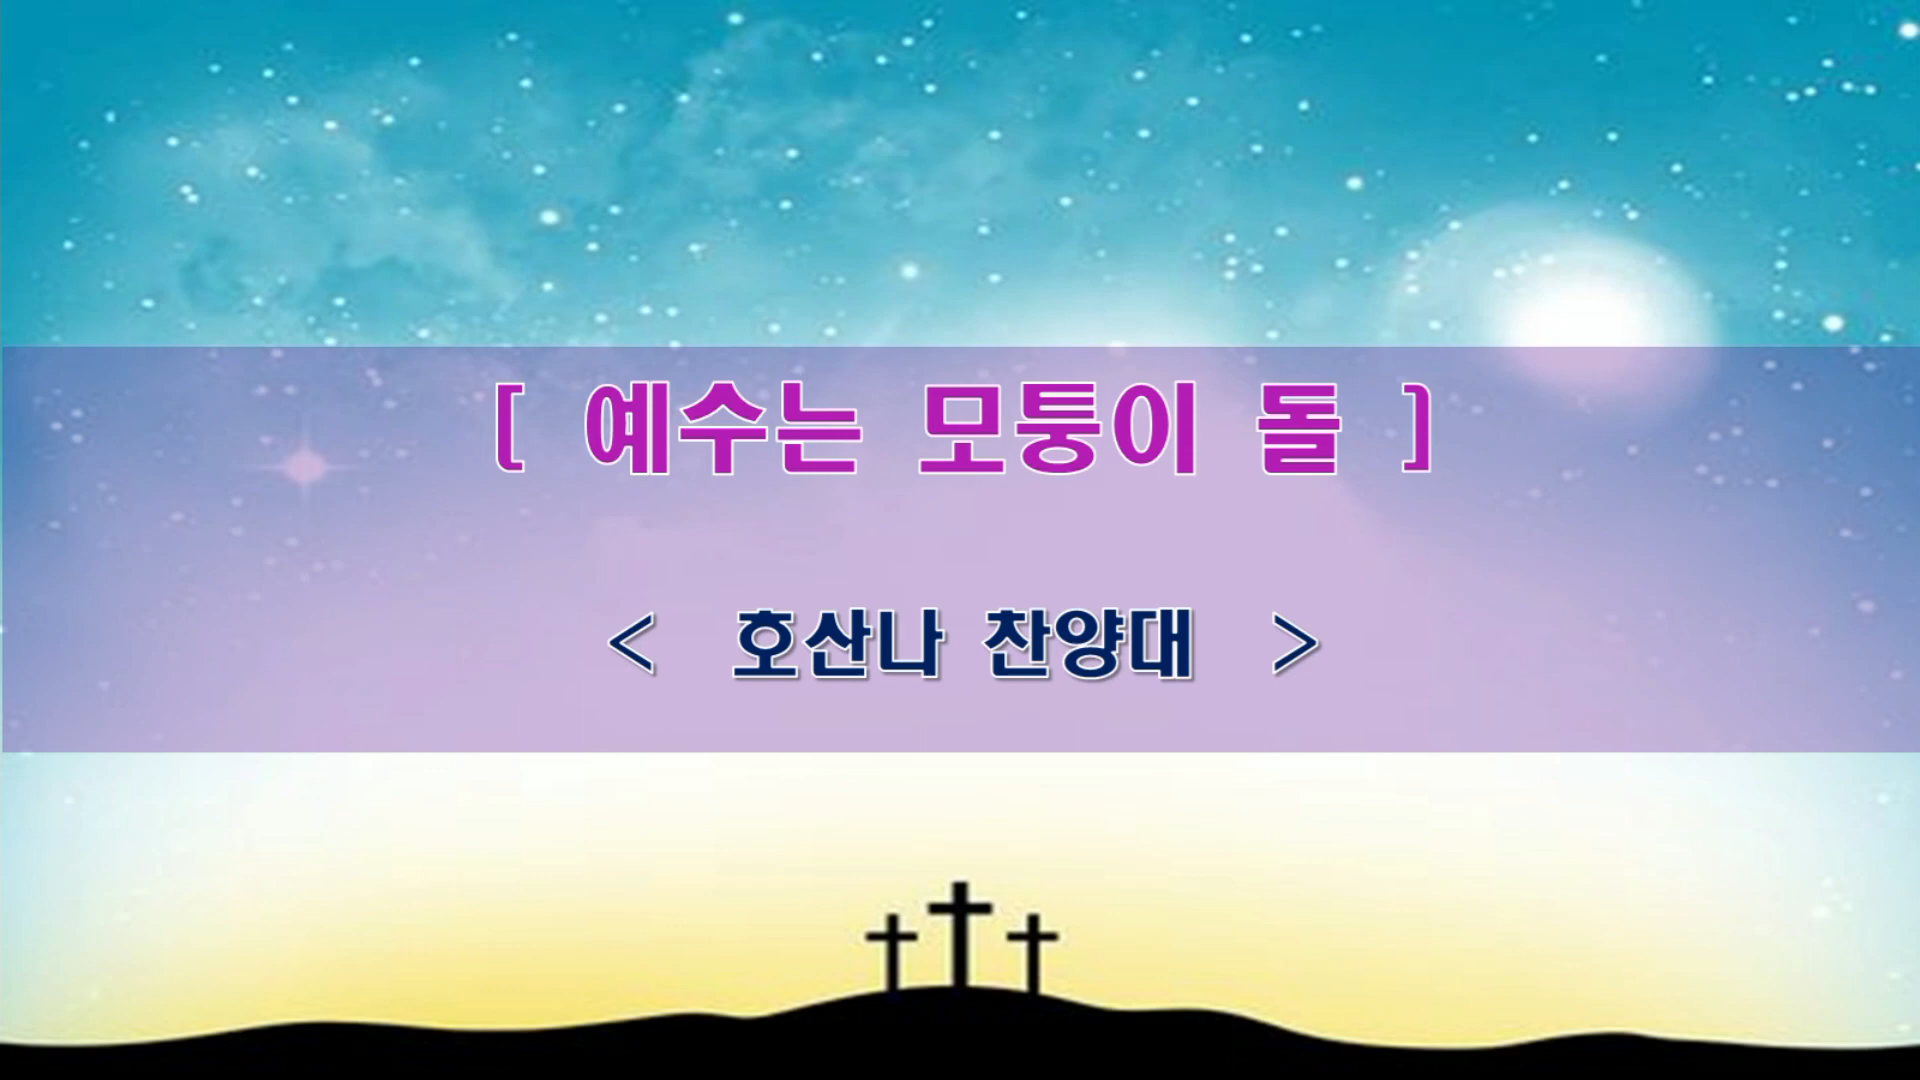 [ 예수는 모퉁이 돌 ]
< 호산나 찬양대 >